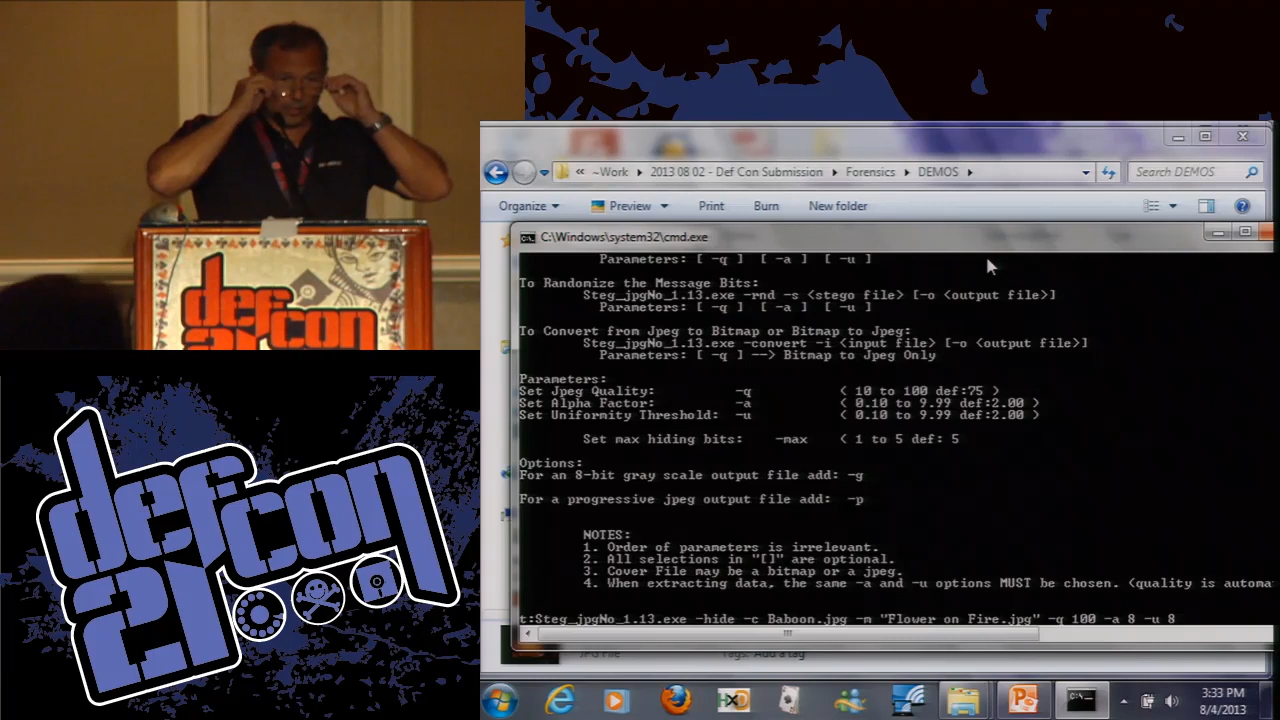 defcon
21
~Work
2013 08 02 - Def Con Submission
Forensics
DEMOS
Search DEMOS
Organize
Preview
Print
Burn
New folder
C:\Windows\system32\cmd.exe
Parameters: [ -q ] [ -a ] [ -u ]
To Randomize the Message Bits:
Steg_jpgNo_1.13.exe -rnd -s <stego file> [-o <output file>]
Parameters: [ -q ] [ -a ] [ -u ]
To Convert from Jpeg to Bitmap or Bitmap to Jpeg:
Steg_jpgNo_1.13.exe -convert -i <input file> [-o <output file>]
Parameters: [ -q ] --> Bitmap to Jpeg Only
Parameters:
Set Jpeg Quality: -q ( 10 to 100 def:75 )
Set Alpha Factor: -a ( 0.10 to 9.99 def:2.00 )
Set Uniformity Threshold: -u ( 0.10 to 9.99 def:2.00 )
Set max hiding bits: -max ( 1 to 5 def: 5
Options:
For an 8-bit gray scale output file add: -g
For a progressive jpeg output file add: -p
NOTES:
1. Order of parameters is irrelevant.
2. All selections in "[]" are optional.
3. Cover File may be a bitmap or a jpeg.
4. When extracting data, the same -a and -u options MUST be chosen. (quality is automa
t:Steg_jpgNo_1.13.exe -hide -c Baboon.jpg -m "Flower on Fire.jpg" -q 100 -a 8 -u 8
JPG File
Tags: Add a tag
3:33 PM
8/4/2013
defcon
21